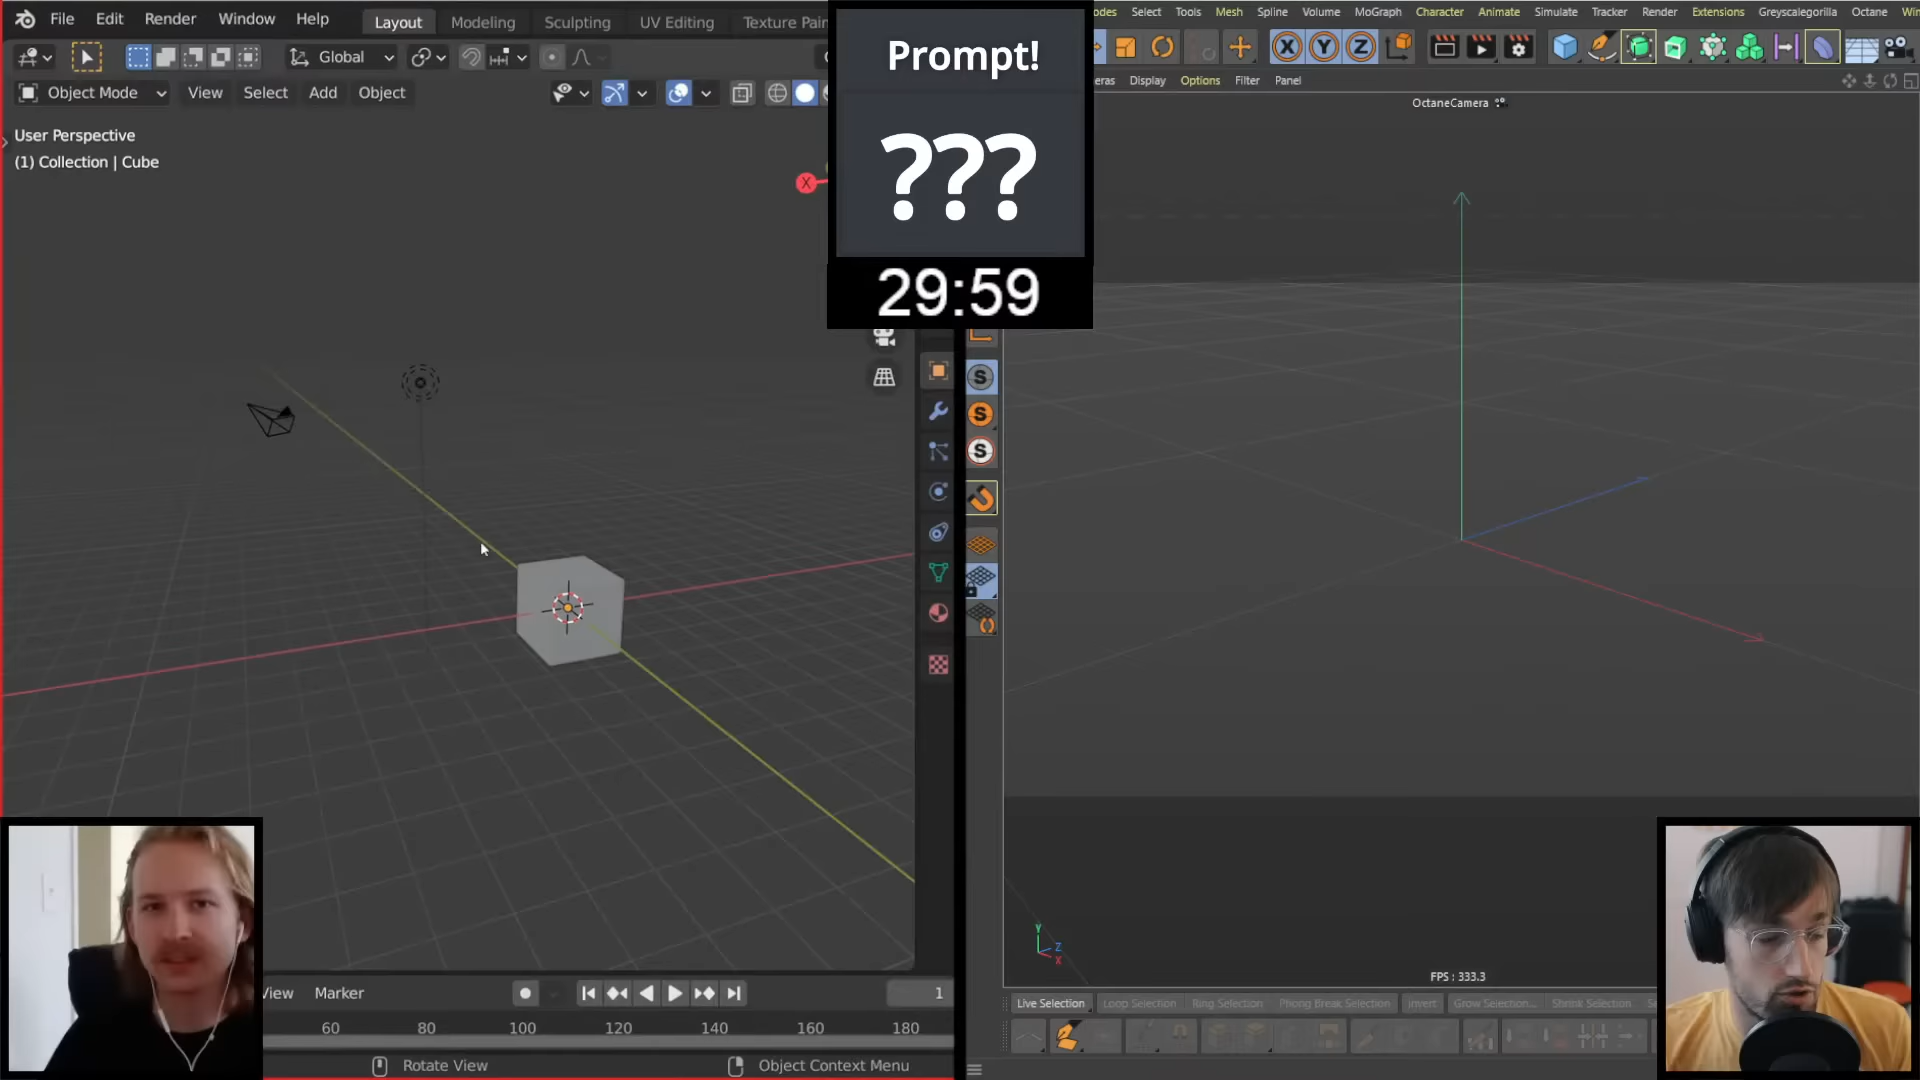 File Edit Render Window Help Layout Modeling Sculpting UV Editing Texture Pain
Global
Object Mode View Select Add Object
User Perspective
(1) Collection | Cube
X
Prompt!
???
29:59
Select Tools Mesh Spline Volume MoGraph Character Animate Simulate Tracker Render Extensions Greyscalegorilla Octane
X Y Z
Display Options Filter Panel
OctaneCamera
S
S
S
Y
Z
X
FPS : 333.3
Live Selection Loop Selection Ring Selection Phong Break Selection Invert Grow Selection... Shrink Selection
View Marker
1
60 80 100 120 140 160 180
Rotate View Object Context Menu